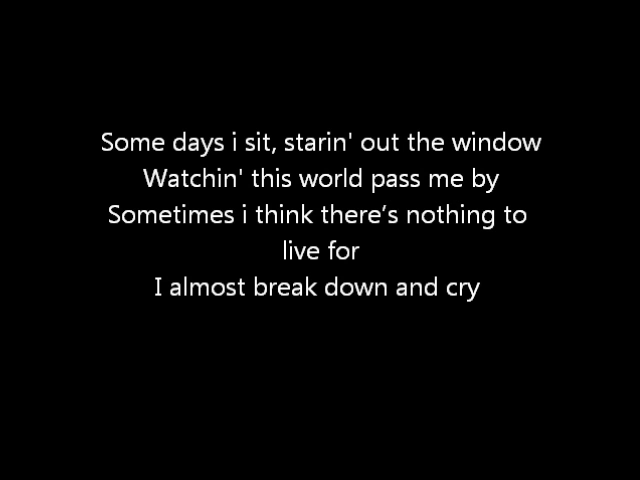 Some days i sit, starin' out the window
Watchin' this world pass me by
Sometimes i think there’s nothing to
live for
I almost break down and cry